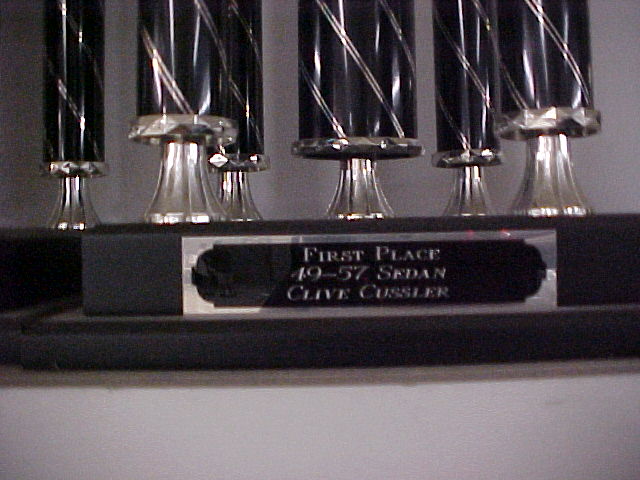 First Place
49-57 Sedan
Clive Cussler